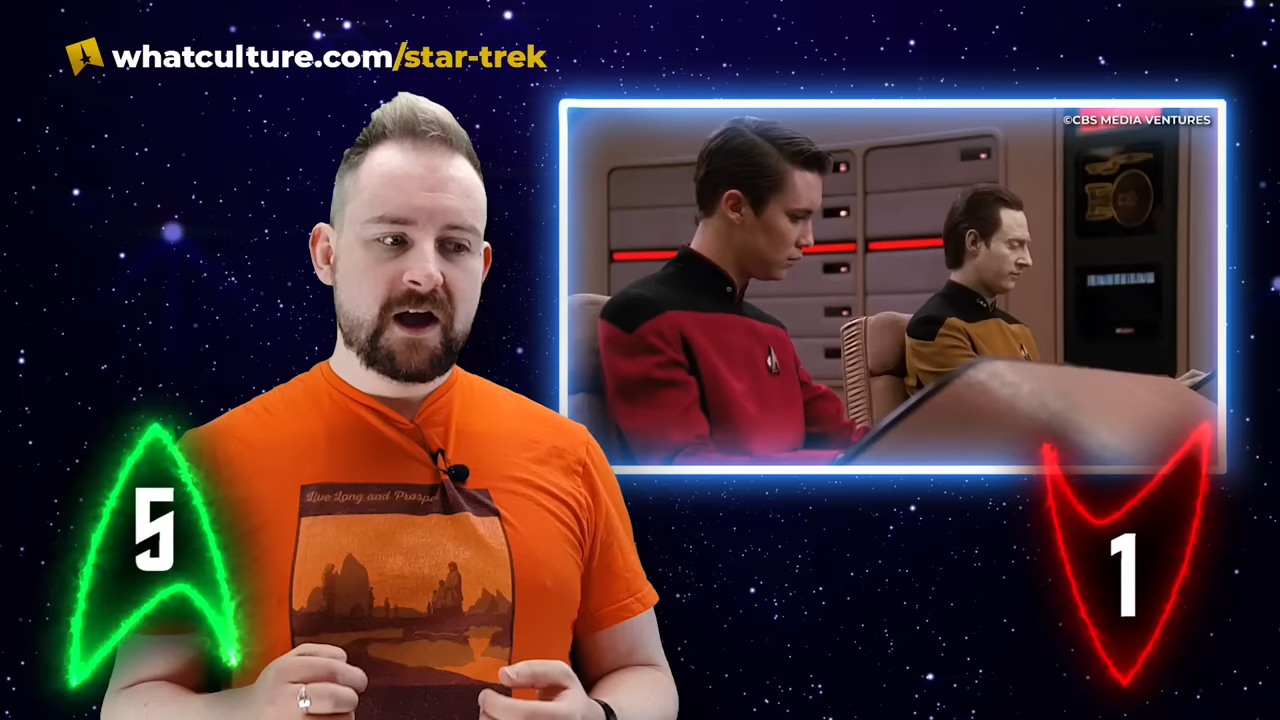 whatculture.com/star-trek
©CBS MEDIA VENTURES
Live Long and Prosper
5
1